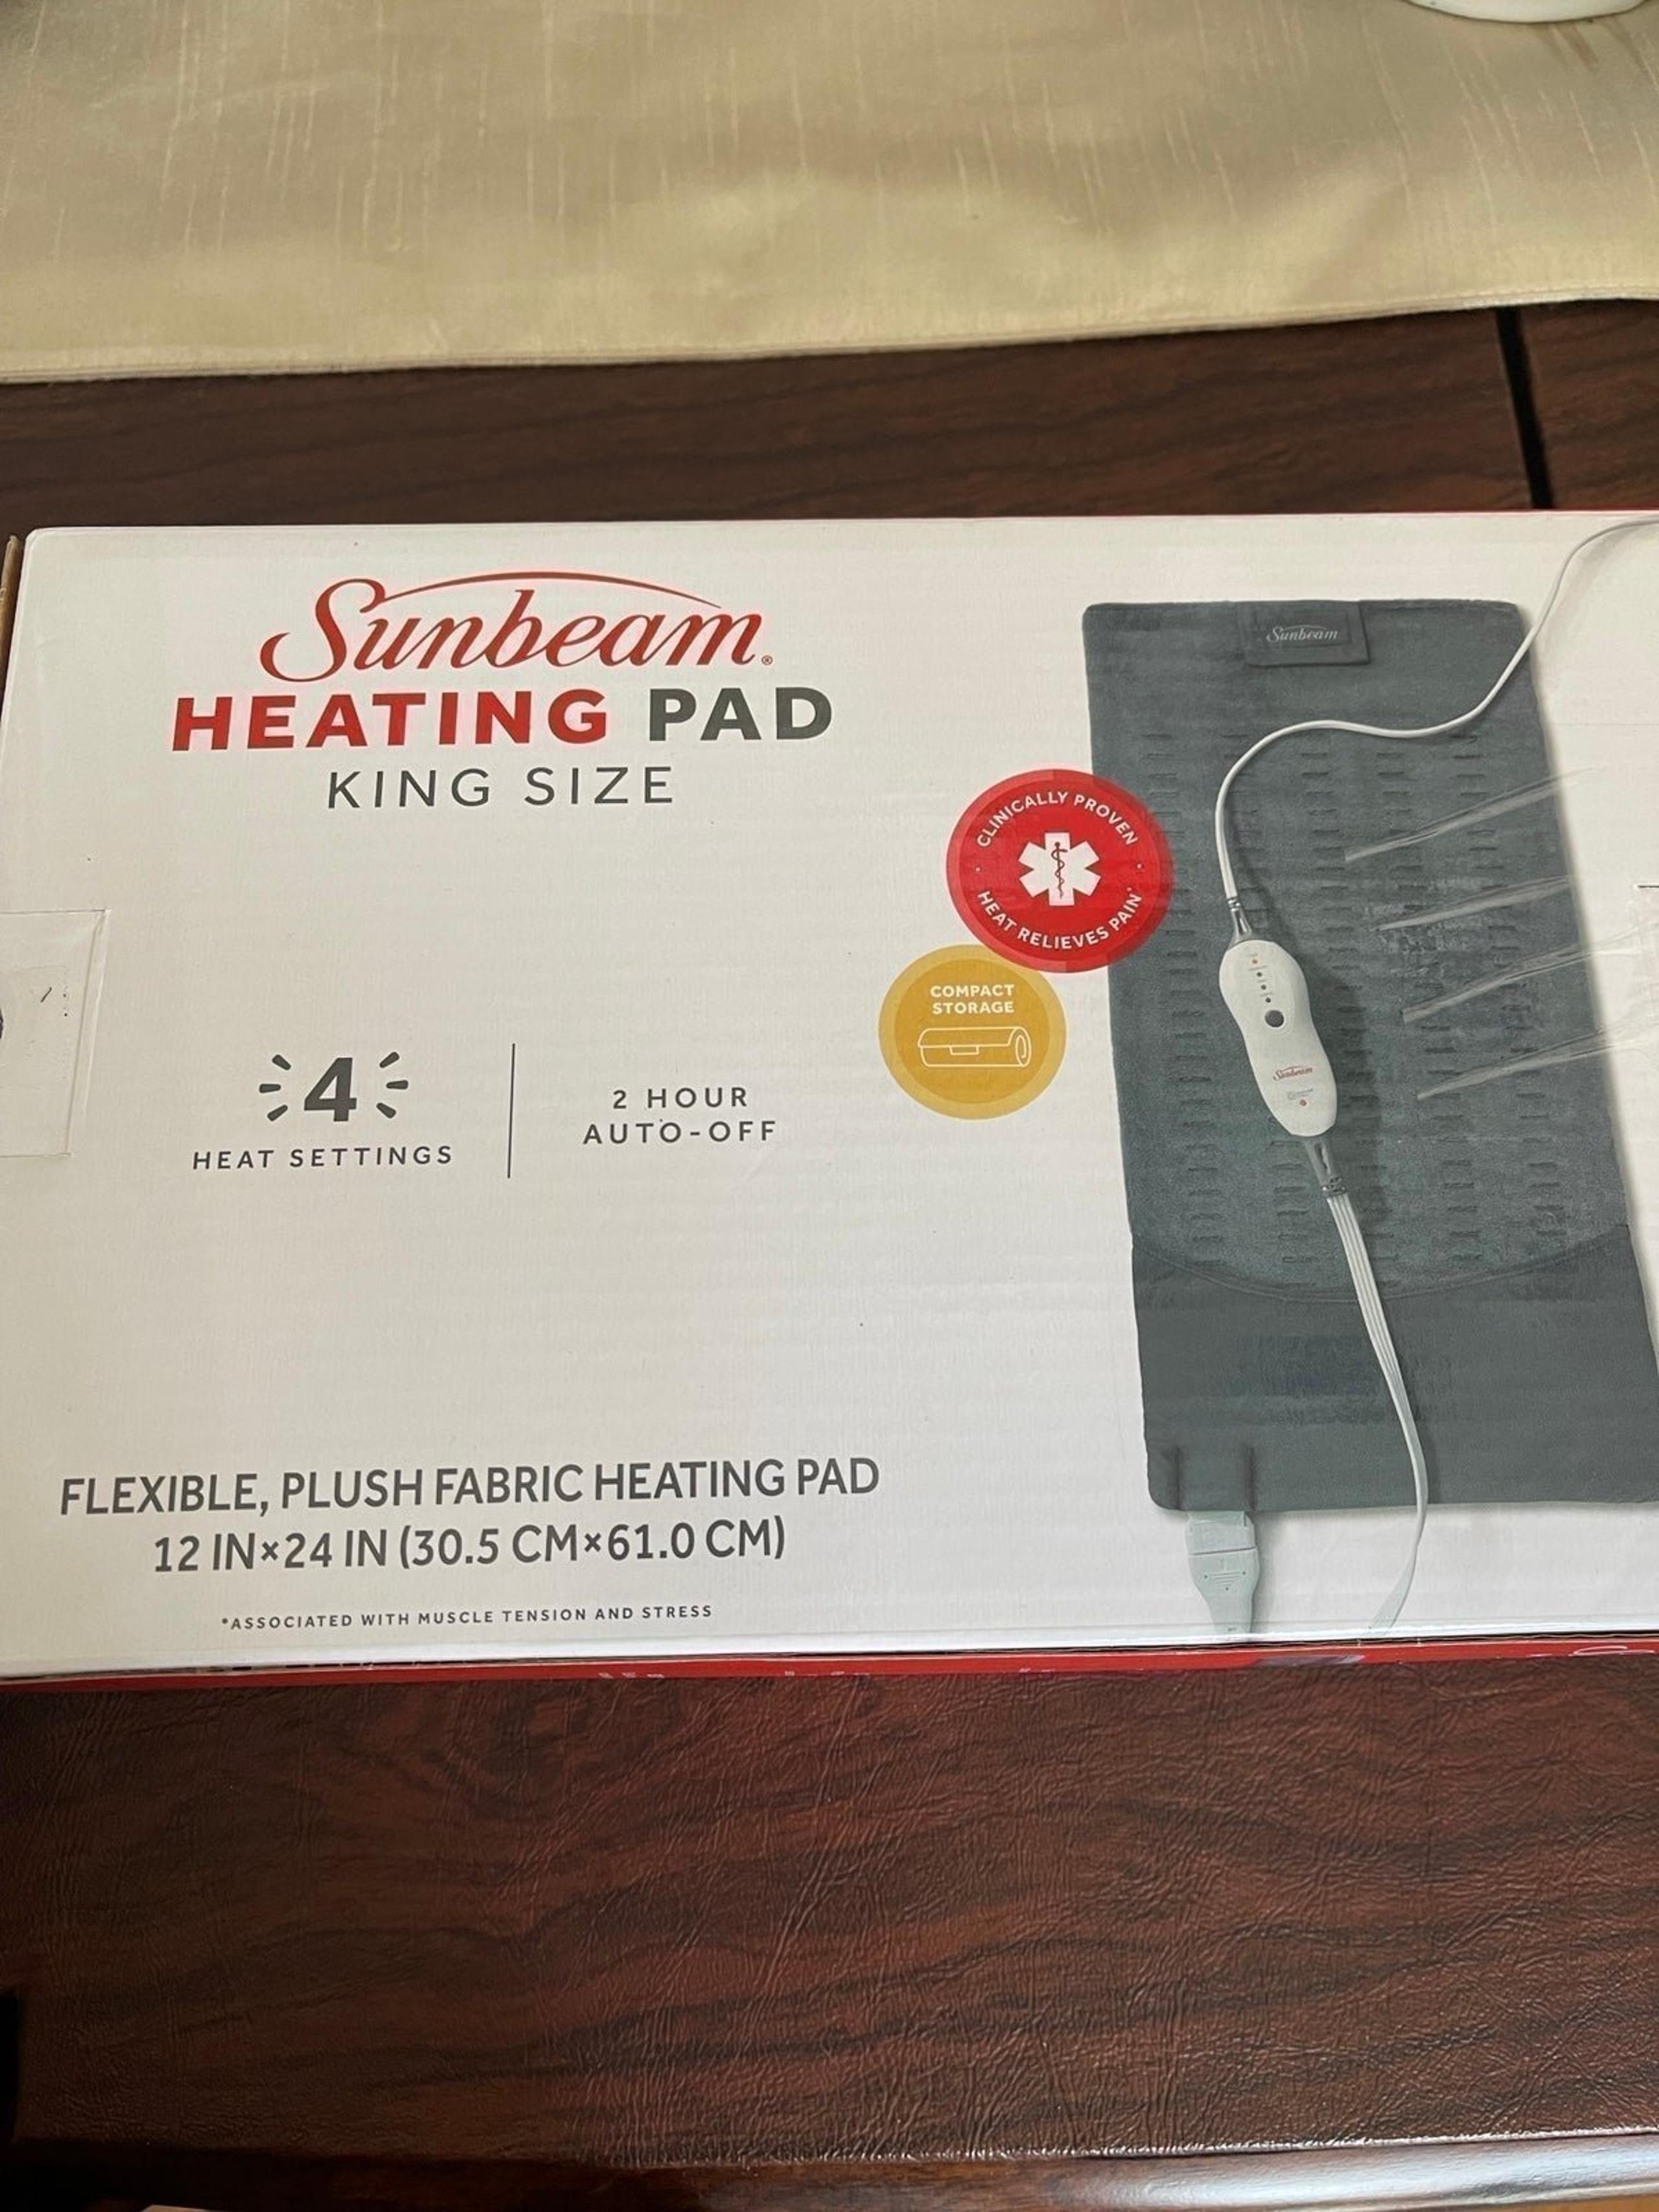 Sunbeam®
HEATING PAD
KING SIZE
Sunbeam
CLINICALLY PROVEN
HEAT RELIEVES PAIN*
COMPACT
STORAGE
4
HEAT SETTINGS
2 HOUR
AUTO-OFF
Sunbeam
FLEXIBLE, PLUSH FABRIC HEATING PAD
12 IN×24 IN (30.5 CM×61.0 CM)
*ASSOCIATED WITH MUSCLE TENSION AND STRESS